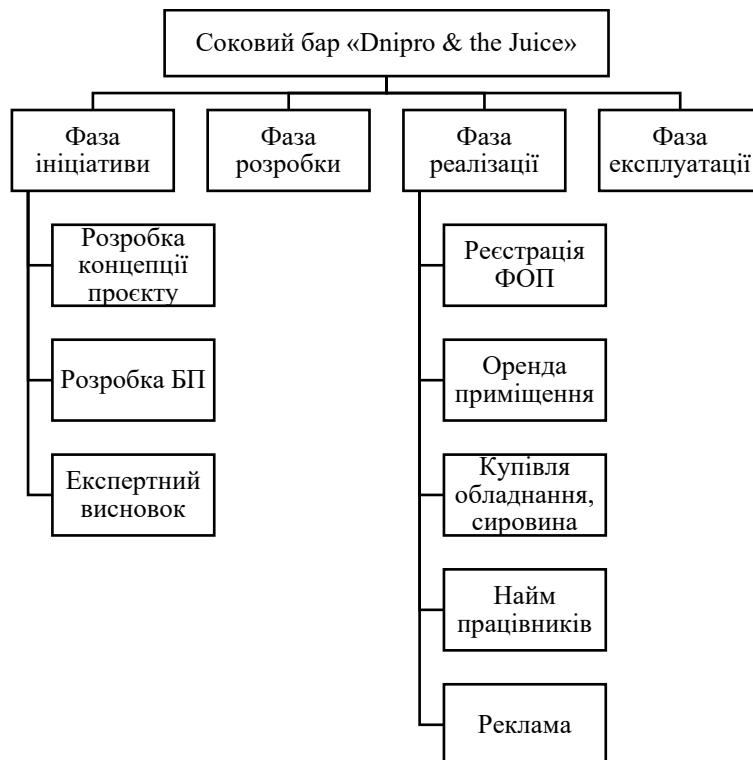 Соковий бар «Dnipro & the Juice»
Фаза
ініціативи
Фаза
розробки
Фаза
реалізації
Фаза
експлуатації
Розробка
концепції
проєкту
Розробка БП
Експертний
висновок
Реєстрація
ФОП
Оренда
приміщення
Купівля
обладнання,
сировина
Найм
працівників
Реклама